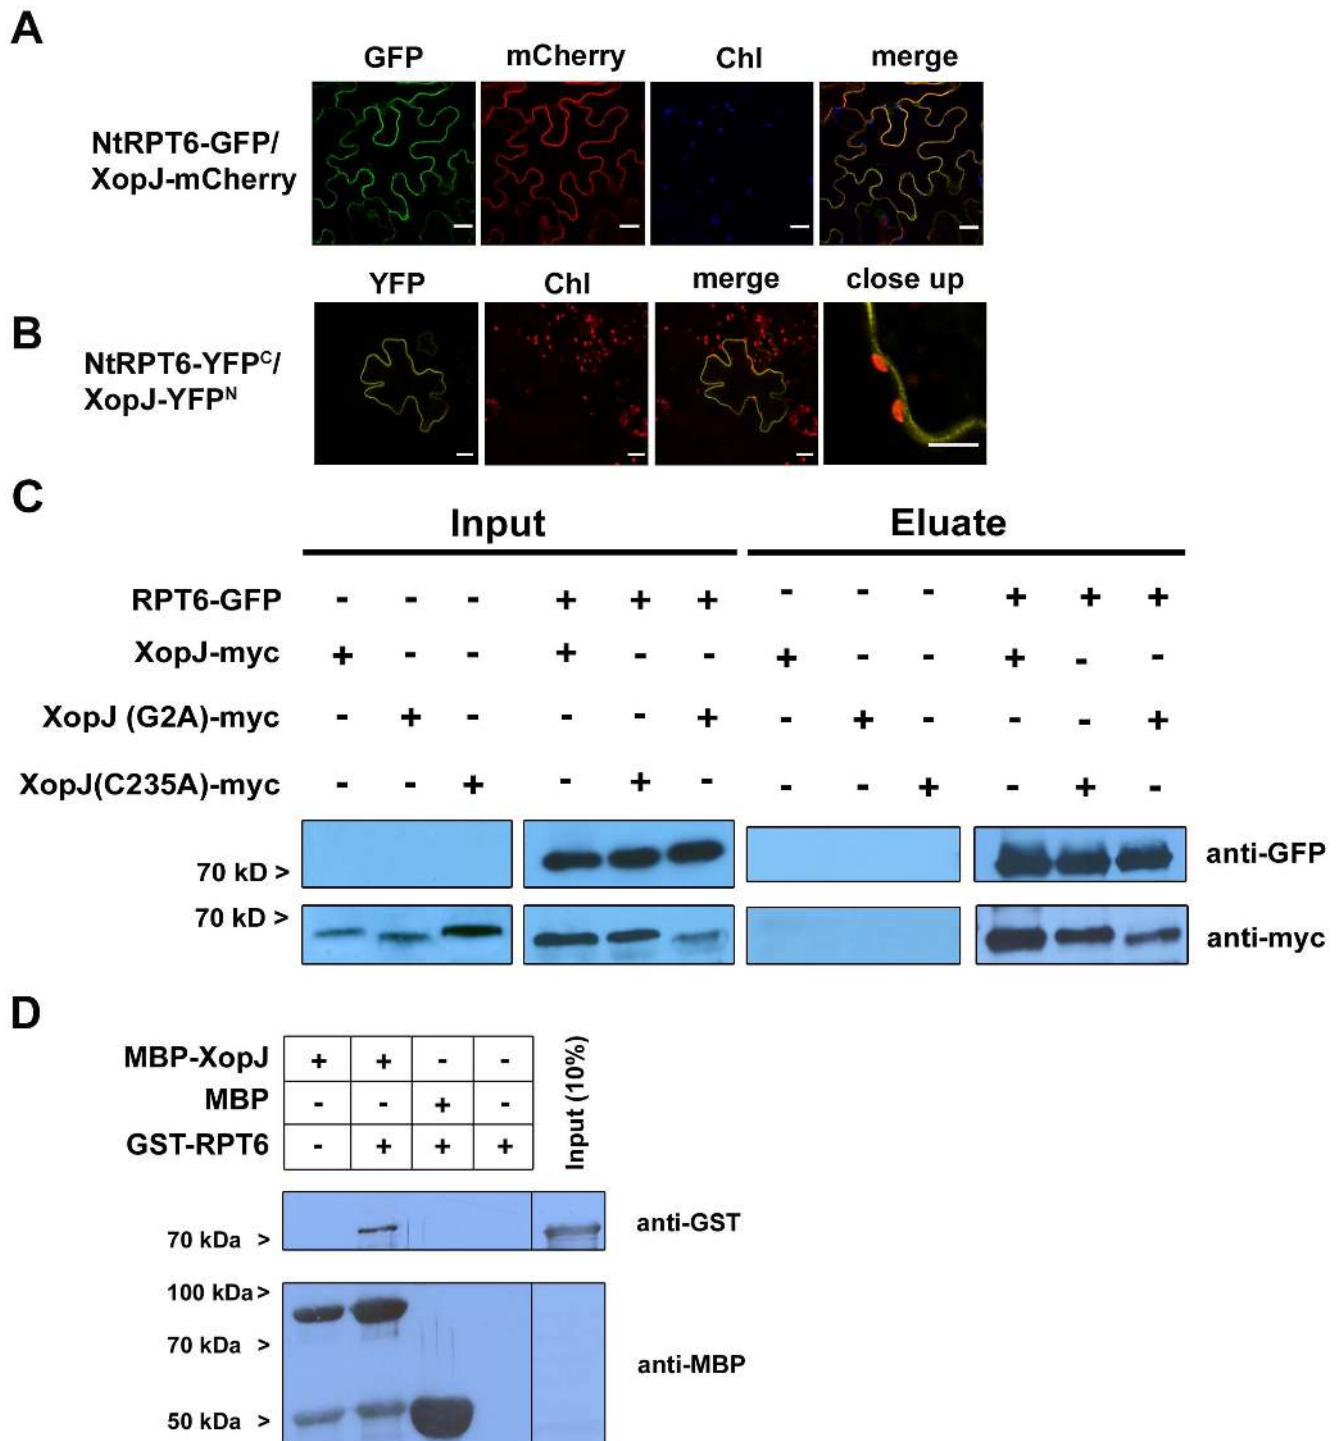 A
GFP mCherry Chl merge
NtRPT6-GFP/
XopJ-mCherry
YFP Chl merge close up
B
NtRPT6-YFPᶜ/
XopJ-YFPᴺ
C
Input Eluate
RPT6-GFP - - - + + + - - - + + +
XopJ-myc + - - + - - + - - + - -
XopJ (G2A)-myc - + - - - + - + - - - +
XopJ(C235A)-myc - - + - + - - - + - + -
70 kD > anti-GFP
70 kD > anti-myc
D
MBP-XopJ + + - -
MBP - - + -
GST-RPT6 - + + +
Input (10%)
70 kDa > anti-GST
100 kDa >
70 kDa >
anti-MBP
50 kDa >